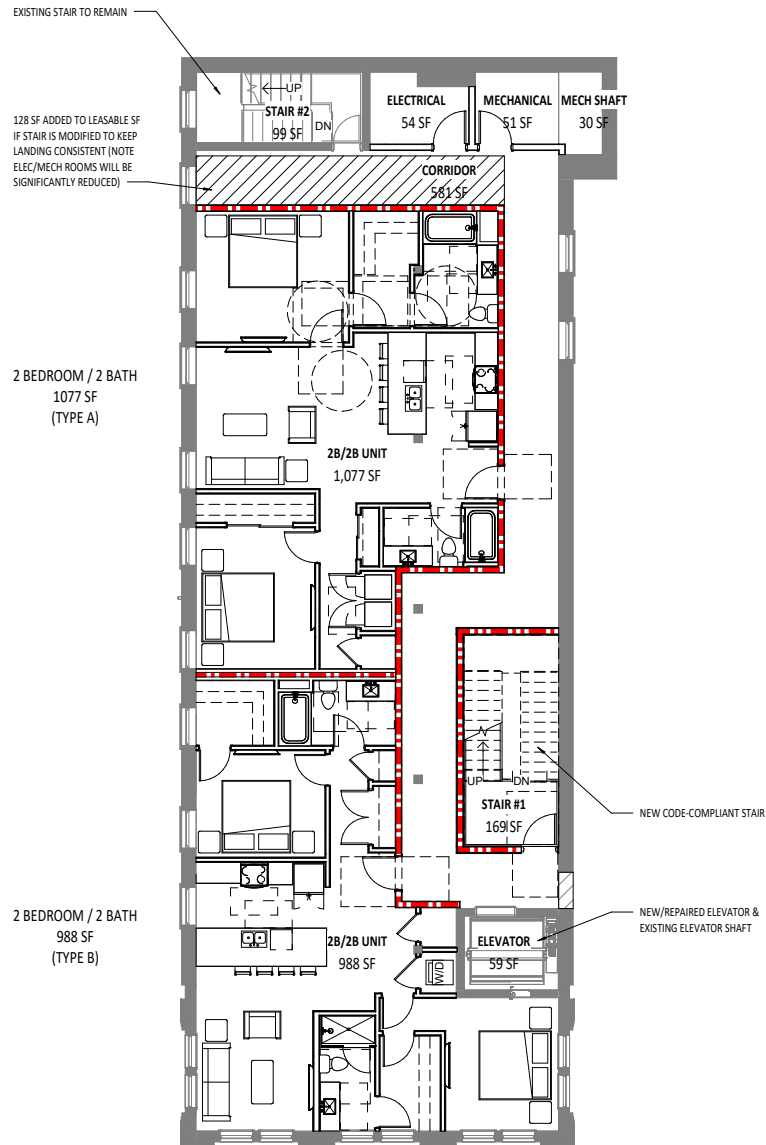 EXISTING STAIR TO REMAIN
UP
STAIR #2
99 SF
DN
ELECTRICAL
54 SF
MECHANICAL
51 SF
MECH SHAFT
30 SF
128 SF ADDED TO LEASABLE SF
IF STAIR IS MODIFIED TO KEEP
LANDING CONSISTENT (NOTE
ELEC/MECH ROOMS WILL BE
SIGNIFICANTLY REDUCED)
CORRIDOR
581 SF
2 BEDROOM / 2 BATH
1077 SF
(TYPE A)
2B/2B UNIT
1,077 SF
UP
DN
STAIR #1
169 SF
NEW CODE-COMPLIANT STAIR
2 BEDROOM / 2 BATH
988 SF
(TYPE B)
2B/2B UNIT
988 SF
W/D
ELEVATOR
59 SF
NEW/REPAIRED ELEVATOR &
EXISTING ELEVATOR SHAFT